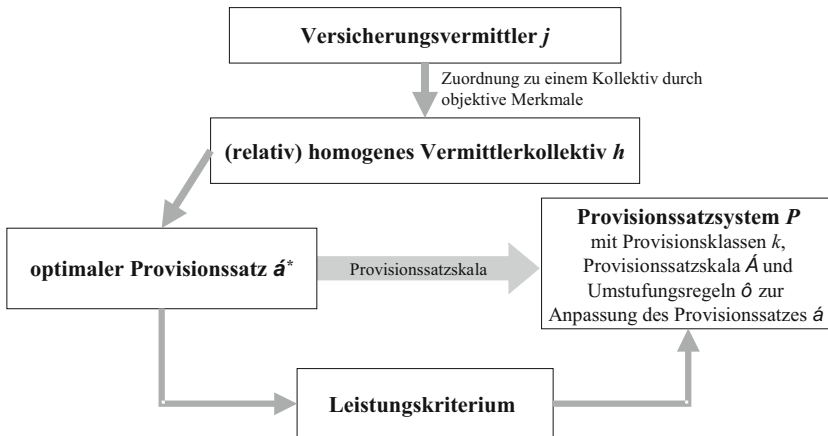 Versicherungsvermittler j
Zuordnung zu einem Kollektiv durch
objektive Merkmale
(relativ) homogenes Vermittlerkollektiv h
optimaler Provisionssatz á*
Provisionssatzskala
Provisionssatzsystem P
mit Provisionsklassen k,
Provisionssatzskala Á und
Umstufungsregeln ô zur
Anpassung des Provisionssatzes á
Leistungskriterium